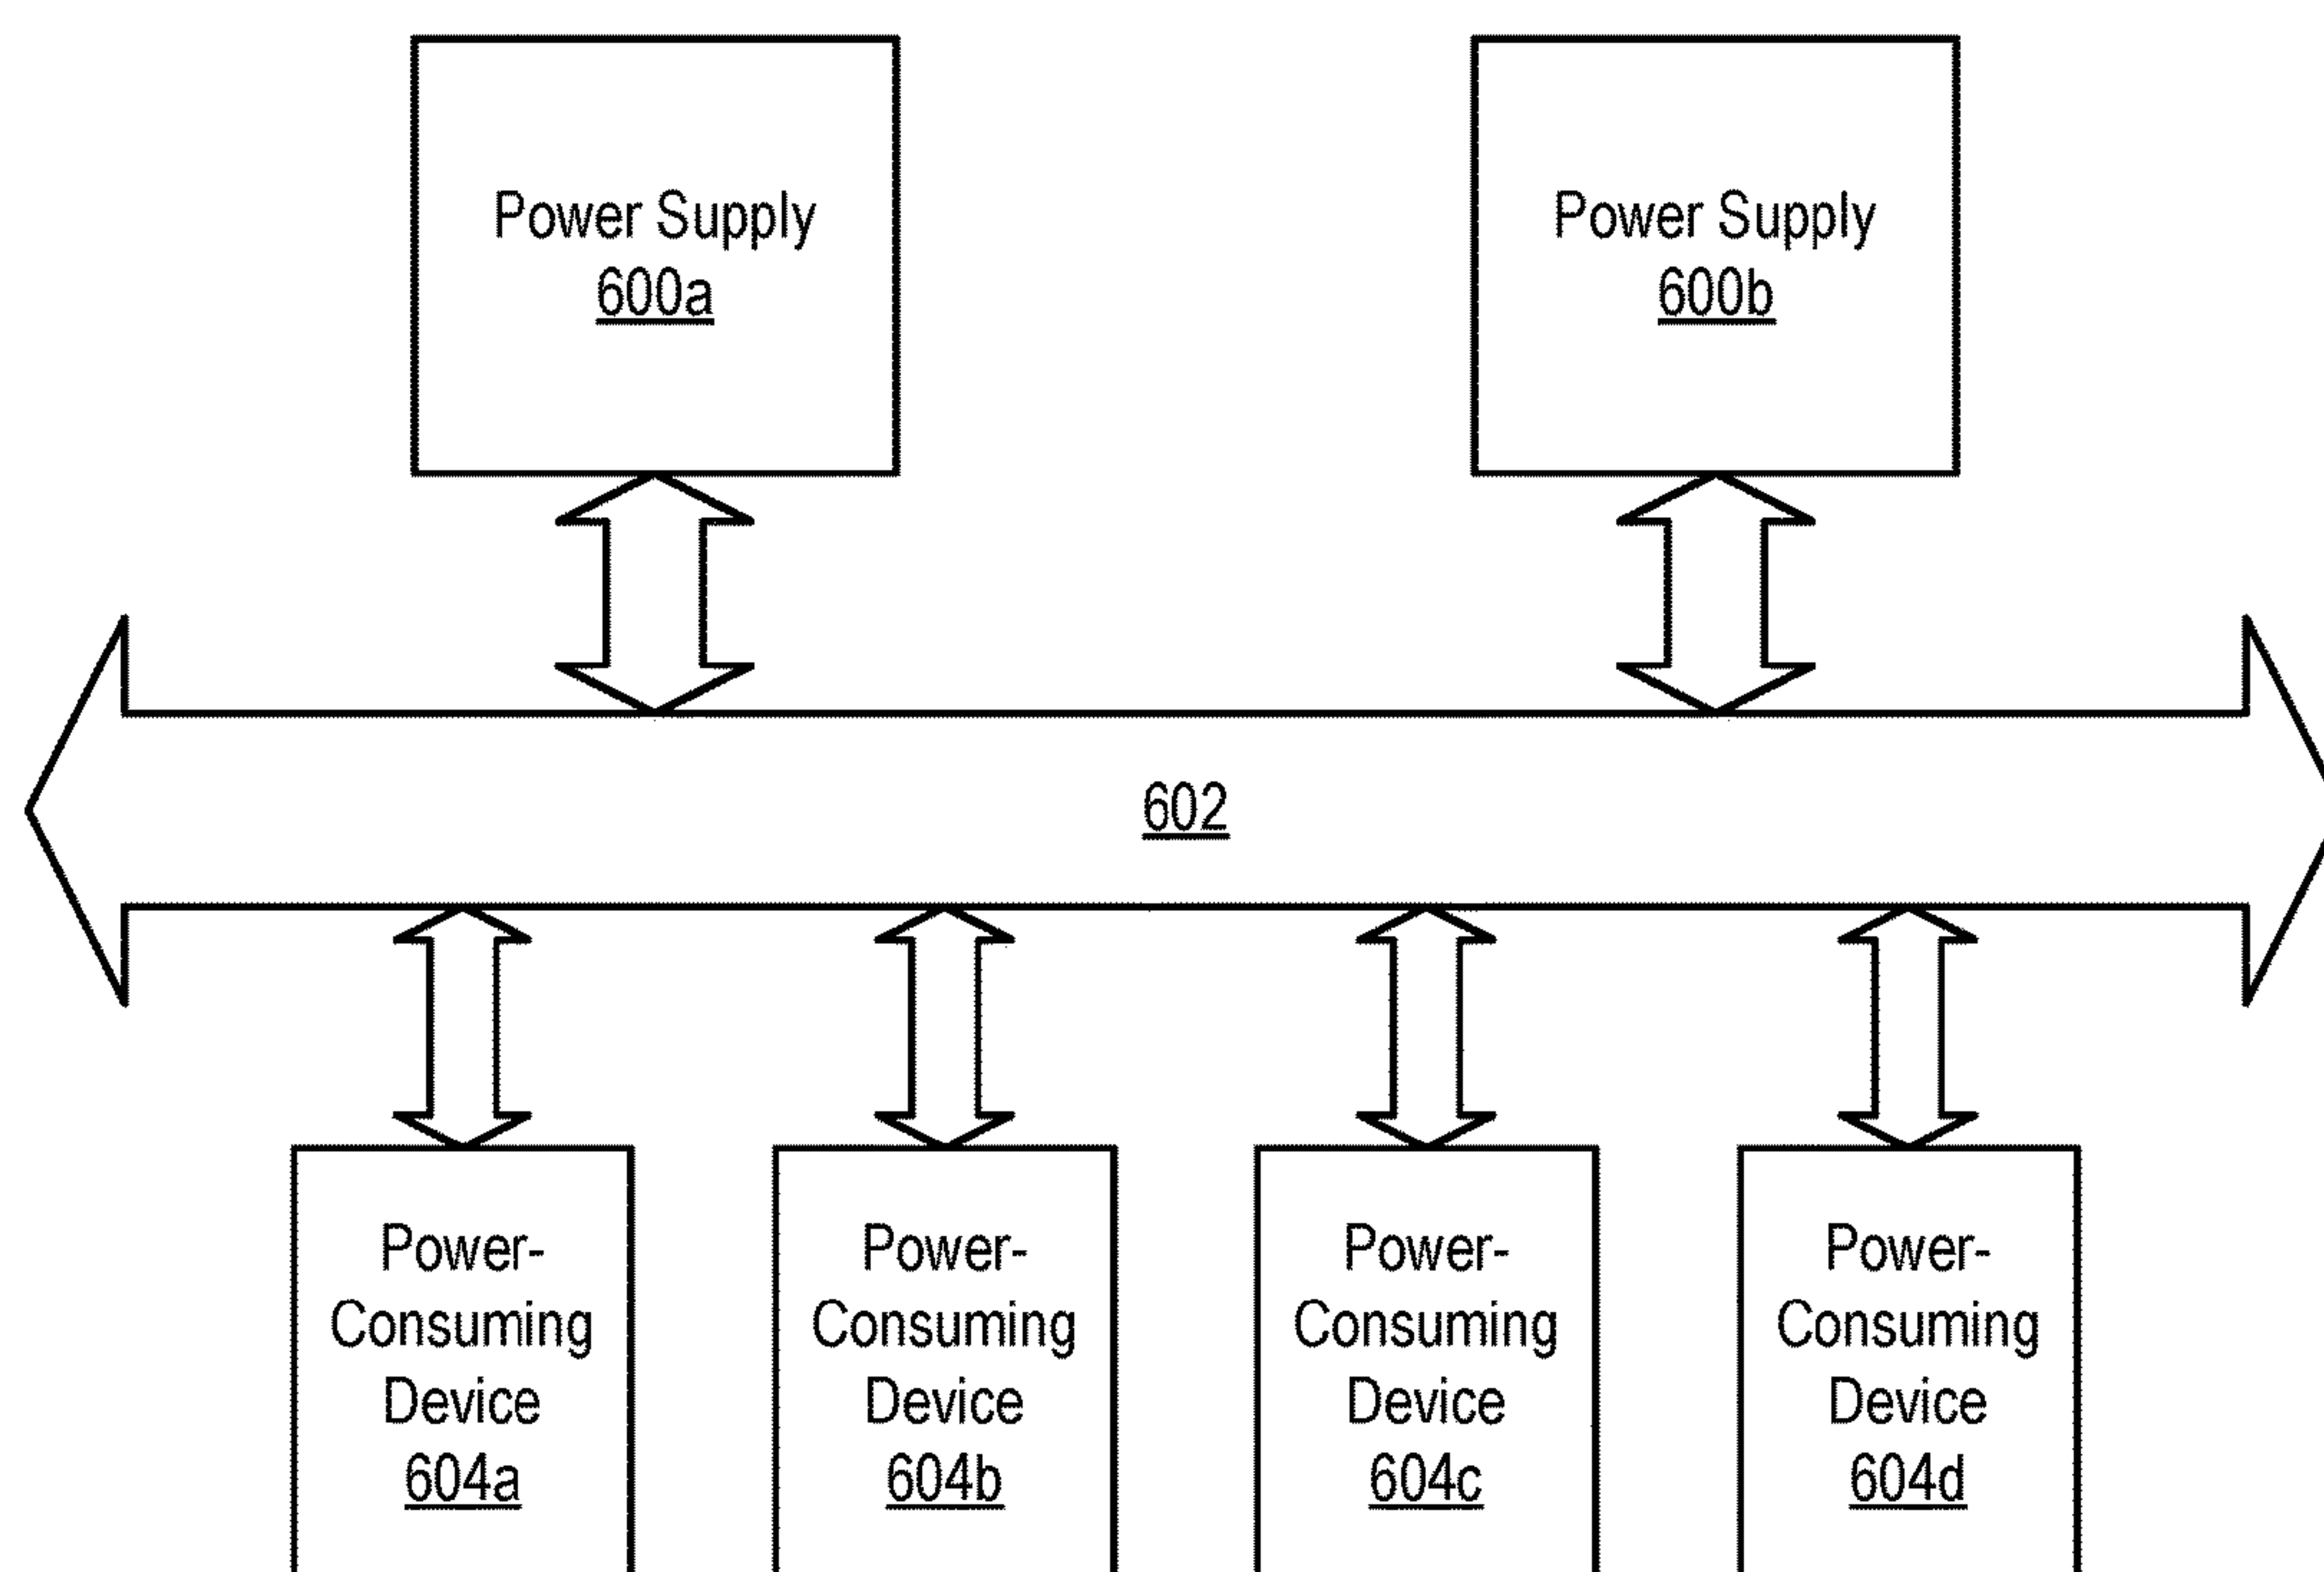 Power Supply
600a
Power Supply
600b
602
Power-
Consuming
Device
604a
Power-
Consuming
Device
604b
Power-
Consuming
Device
604c
Power-
Consuming
Device
604d